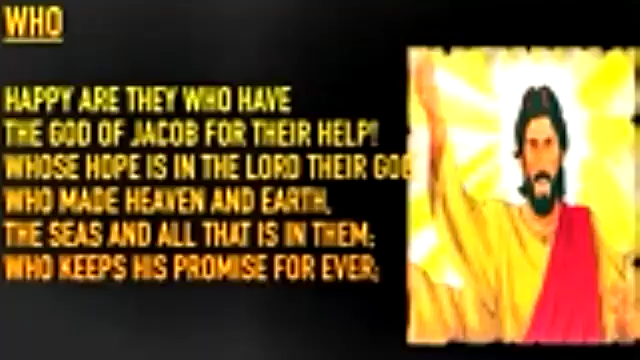 WHO
HAPPY ARE THEY WHO HAVE
THE GOD OF JACOB FOR THEIR HELP!
WHOSE HOPE IS IN THE LORD THEIR GOD
WHO MADE HEAVEN AND EARTH,
THE SEAS AND ALL THAT IS IN THEM;
WHO KEEPS HIS PROMISE FOR EVER;